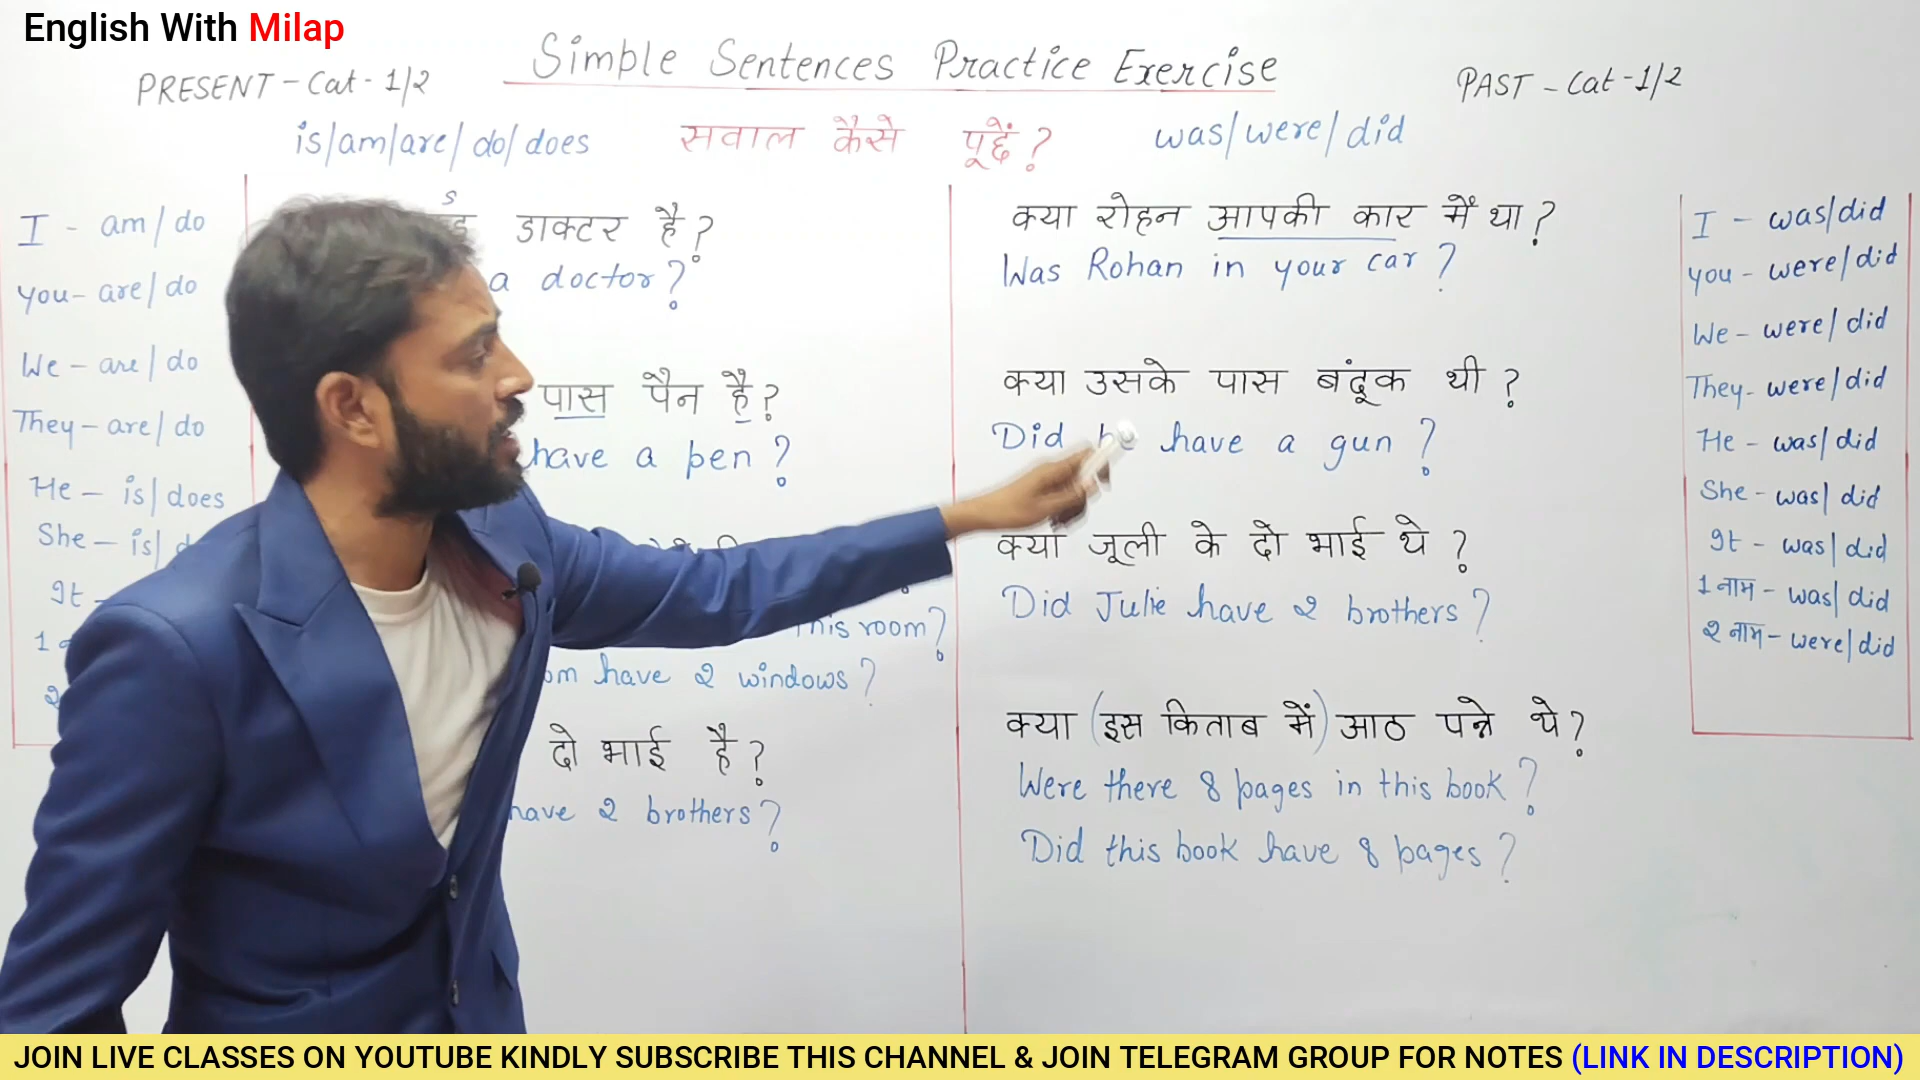 English With Milap
Simple Sentences Practice Exercise
PRESENT - Cat - 1/2
PAST - Cat - 1/2
is/am/are/do/does
सवाल कैसे पूछें?
was/were/did
I - am/do
You - are/do
We - are/do
They - are/do
He - is/does
She - is/
It -
1
2
s
डाक्टर है?
a doctor?
पास पैन है?
have a pen?
this room?
have 2 windows?
दो भाई है?
have 2 brothers?
क्या रोहन आपकी कार में था?
Was Rohan in your car?
क्या उसके पास बंदूक थी?
Did he have a gun?
क्या जूली के दो भाई थे?
Did Julie have 2 brothers?
क्या (इस किताब में) आठ पन्ने थे?
Were there 8 pages in this book?
Did this book have 8 pages?
I - was/did
You - were/did
We - were/did
They - were/did
He - was/did
She - was/did
It - was/did
1 नाम - was/did
2 नाम - were/did
JOIN LIVE CLASSES ON YOUTUBE KINDLY SUBSCRIBE THIS CHANNEL & JOIN TELEGRAM GROUP FOR NOTES (LINK IN DESCRIPTION)